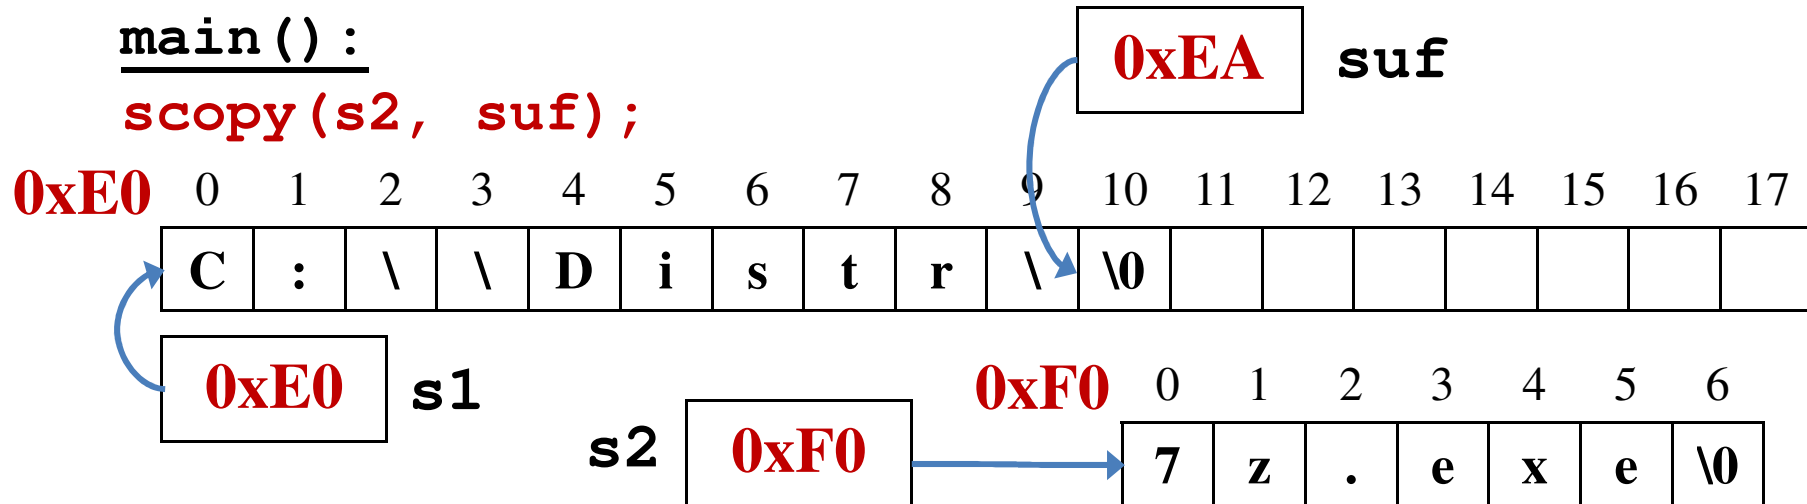 main():
0xEA suf
scopy(s2, suf);
0xE0 0 1 2 3 4 5 6 7 8 9 10 11 12 13 14 15 16 17
C : \ \ D i s t r \ \0
0xE0 s1
0xF0 0 1 2 3 4 5 6
s2 0xF0
7 z . e x e \0